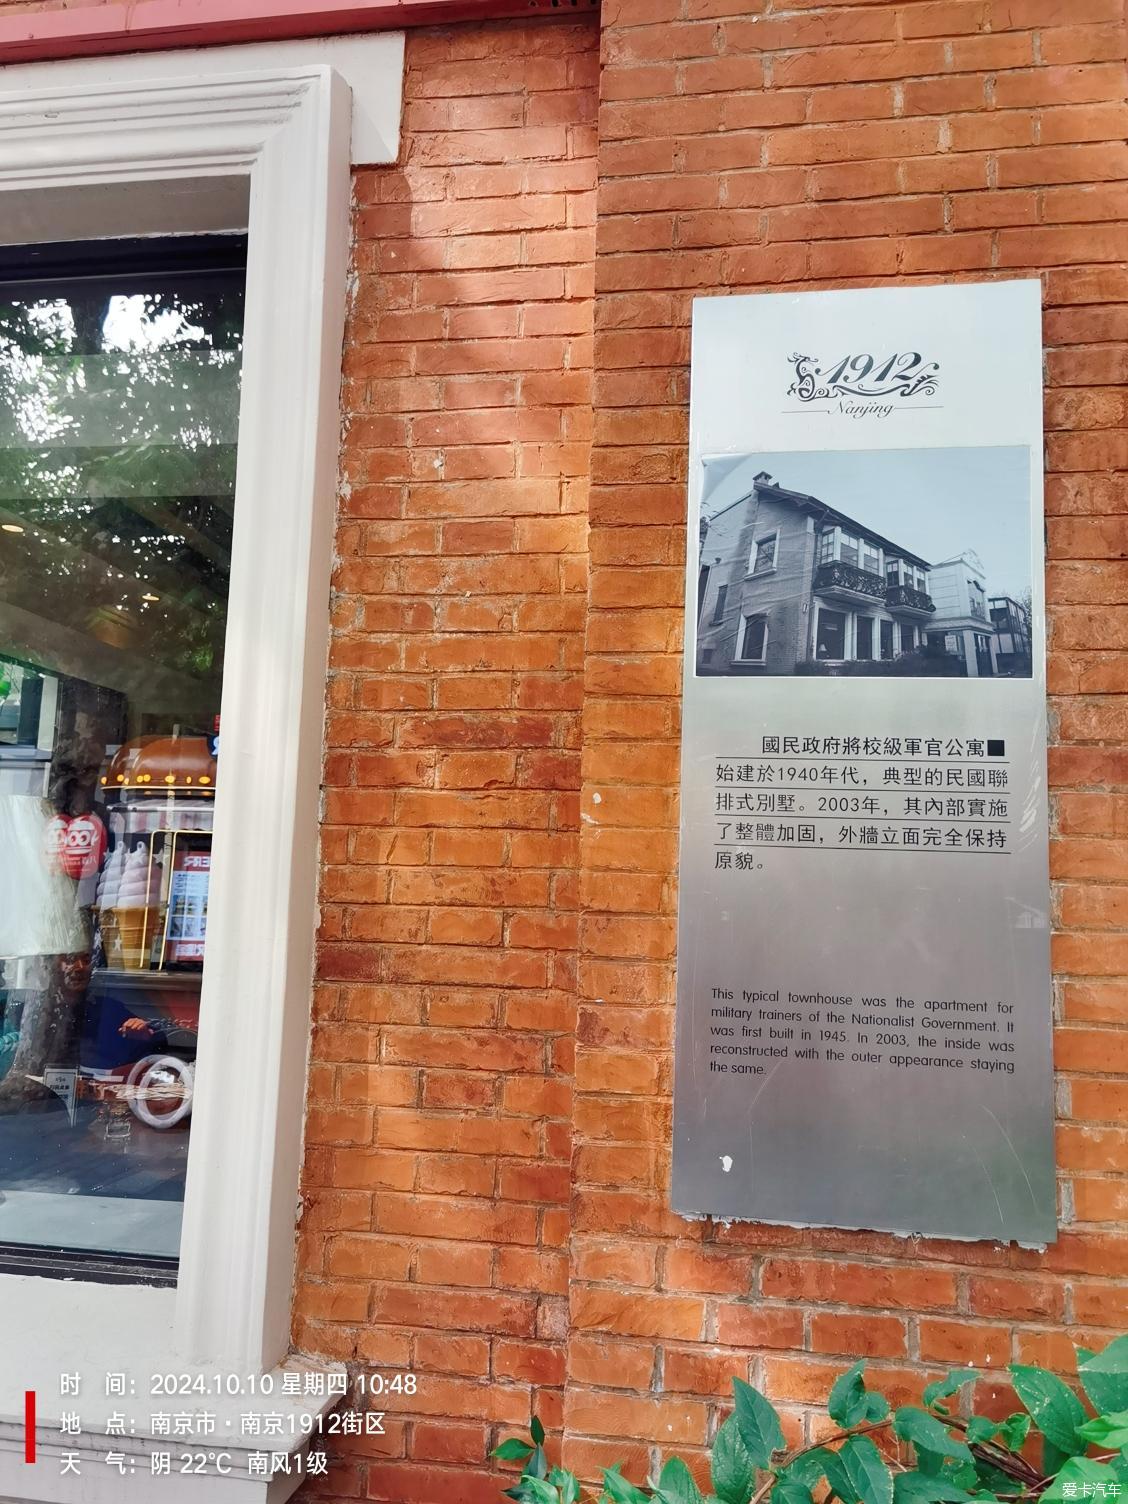 1912
Nanjing
國民政府將校級軍官公寓■
始建於1940年代，典型的民國聯
排式別墅。2003年，其內部實施
了整體加固，外牆立面完全保持
原貌。
This typical townhouse was the apartment for
military trainers of the Nationalist Government. It
was first built in 1945. In 2003, the inside was
reconstructed with the outer appearance staying
the same.
时 间：2024.10.10 星期四 10:48
地 点：南京市·南京1912街区
天 气：阴 22℃ 南风1级
爱卡汽车